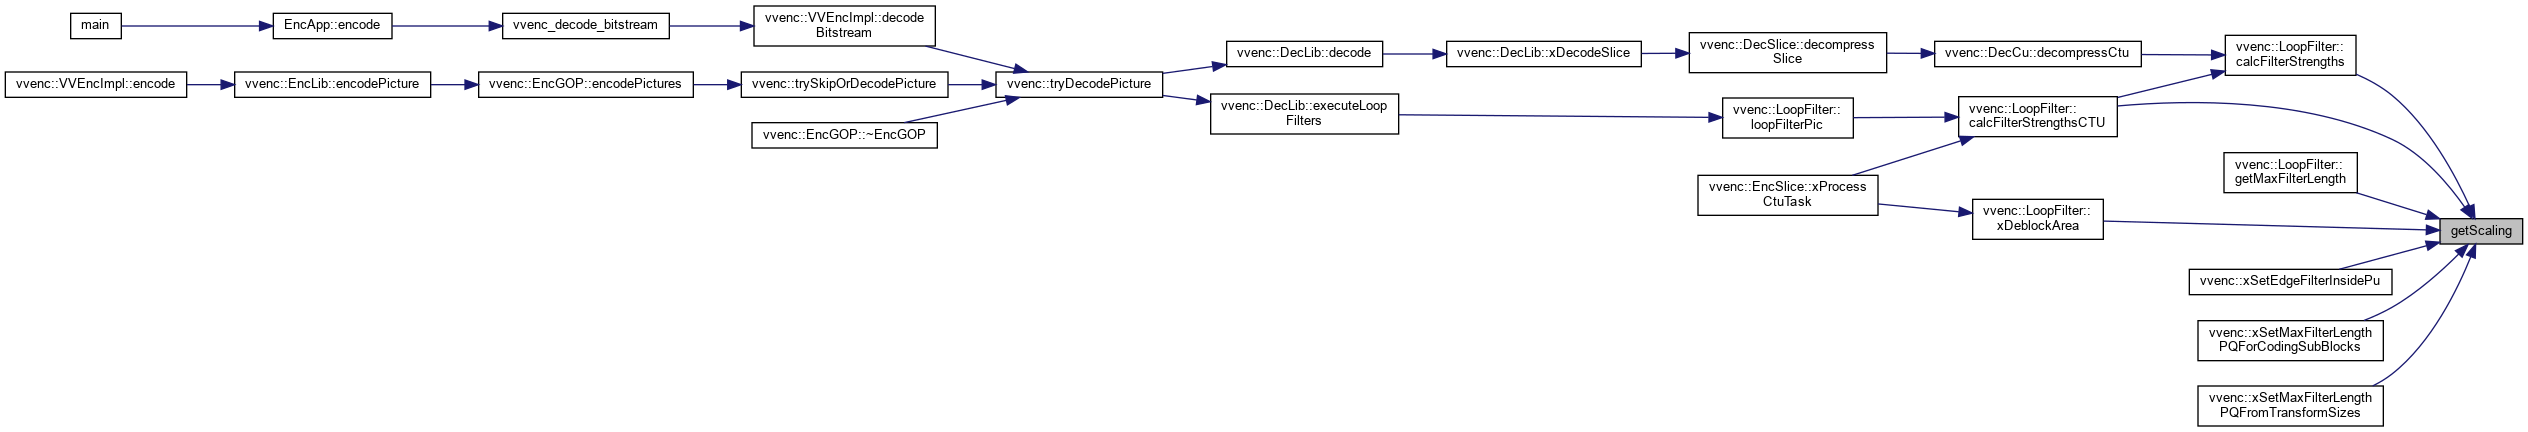 main
EncApp::encode
vvenc_decode_bitstream
vvenc::VVEncImpl::decode
Bitstream
vvenc::VVEncImpl::encode
vvenc::EncLib::encodePicture
vvenc::EncGOP::encodePictures
vvenc::trySkipOrDecodePicture
vvenc::EncGOP::~EncGOP
vvenc::tryDecodePicture
vvenc::DecLib::decode
vvenc::DecLib::executeLoop
Filters
vvenc::DecLib::xDecodeSlice
vvenc::DecSlice::decompress
Slice
vvenc::LoopFilter::
loopFilterPic
vvenc::EncSlice::xProcess
CtuTask
vvenc::DecCu::decompressCtu
vvenc::LoopFilter::
calcFilterStrengthsCTU
vvenc::LoopFilter::
xDeblockArea
vvenc::LoopFilter::
calcFilterStrengths
vvenc::LoopFilter::
getMaxFilterLength
vvenc::xSetEdgeFilterInsidePu
vvenc::xSetMaxFilterLength
PQForCodingSubBlocks
vvenc::xSetMaxFilterLength
PQFromTransformSizes
getScaling